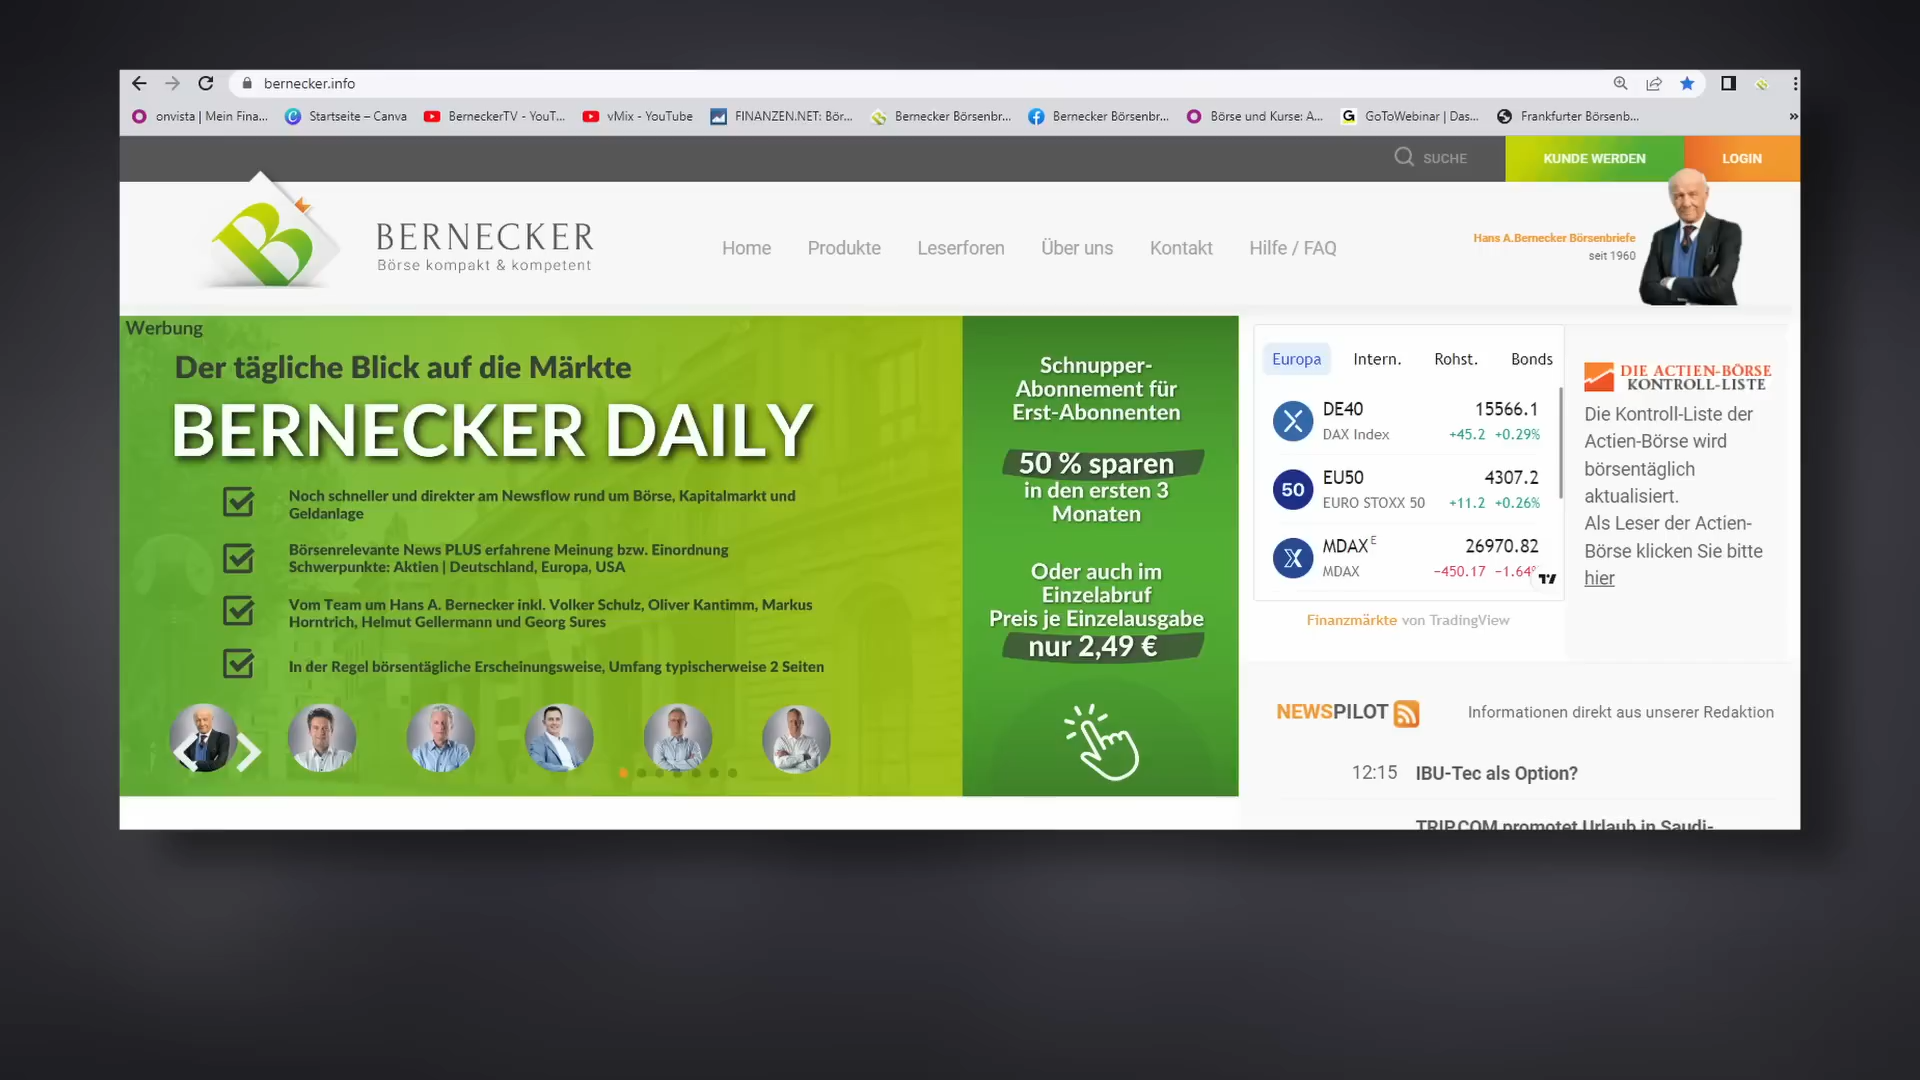 bernecker.info
onvista | Mein Fina...
Startseite – Canva
BerneckerTV - YouT...
vMix - YouTube
FINANZEN.NET: Bör...
Bernecker Börsenbr...
Bernecker Börsenbr...
Börse und Kurse: A...
G
GoToWebinar | Das...
Frankfurter Börsenb...
»
SUCHE
KUNDE WERDEN
LOGIN
BERNECKER
Börse kompakt & kompetent
Home
Produkte
Leserforen
Über uns
Kontakt
Hilfe / FAQ
Hans A.Bernecker Börsenbriefe
seit 1960
Werbung
Der tägliche Blick auf die Märkte
BERNECKER DAILY
Noch schneller und direkter am Newsflow rund um Börse, Kapitalmarkt und
Geldanlage
Börsenrelevante News PLUS erfahrene Meinung bzw. Einordnung
Schwerpunkte: Aktien | Deutschland, Europa, USA
Vom Team um Hans A. Bernecker inkl. Volker Schulz, Oliver Kantimm, Markus
Horntrich, Helmut Gellermann und Georg Sures
In der Regel börsentägliche Erscheinungsweise, Umfang typischerweise 2 Seiten
Schnupper-
Abonnement für
Erst-Abonnenten
50 % sparen
in den ersten 3
Monaten
Oder auch im
Einzelabruf
Preis je Einzelausgabe
nur 2,49 €
Europa
Intern.
Rohst.
Bonds
DE40
15566.1
DAX Index
+45.2 +0.29%
50
EU50
4307.2
EURO STOXX 50
+11.2 +0.26%
MDAX E
26970.82
MDAX
−450.17 −1.64%
Finanzmärkte von TradingView
DIE ACTIEN-BÖRSE
KONTROLL-LISTE
Die Kontroll-Liste der
Actien-Börse wird
börsentäglich
aktualisiert.
Als Leser der Actien-
Börse klicken Sie bitte
hier
NEWSPILOT
Informationen direkt aus unserer Redaktion
12:15
IBU-Tec als Option?
TRIP.COM promotet Urlaub in Saudi-